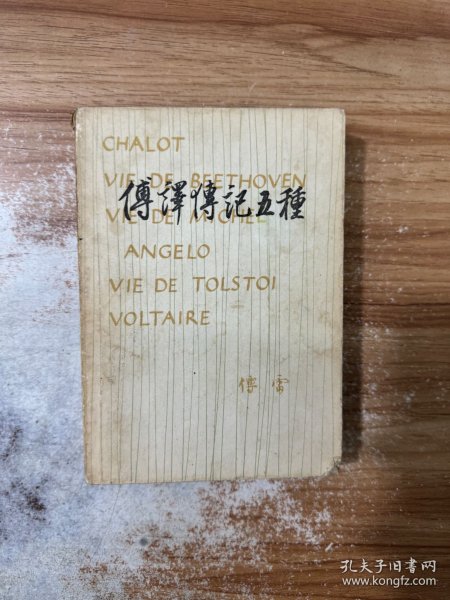 CHALOT
VIE DE BEETHOVEN
傅譯傳記五種
VIE DE MICHEL
ANGELO
VIE DE TOLSTOI
VOLTAIRE
傅雷
孔夫子旧书网
www.kongfz.com